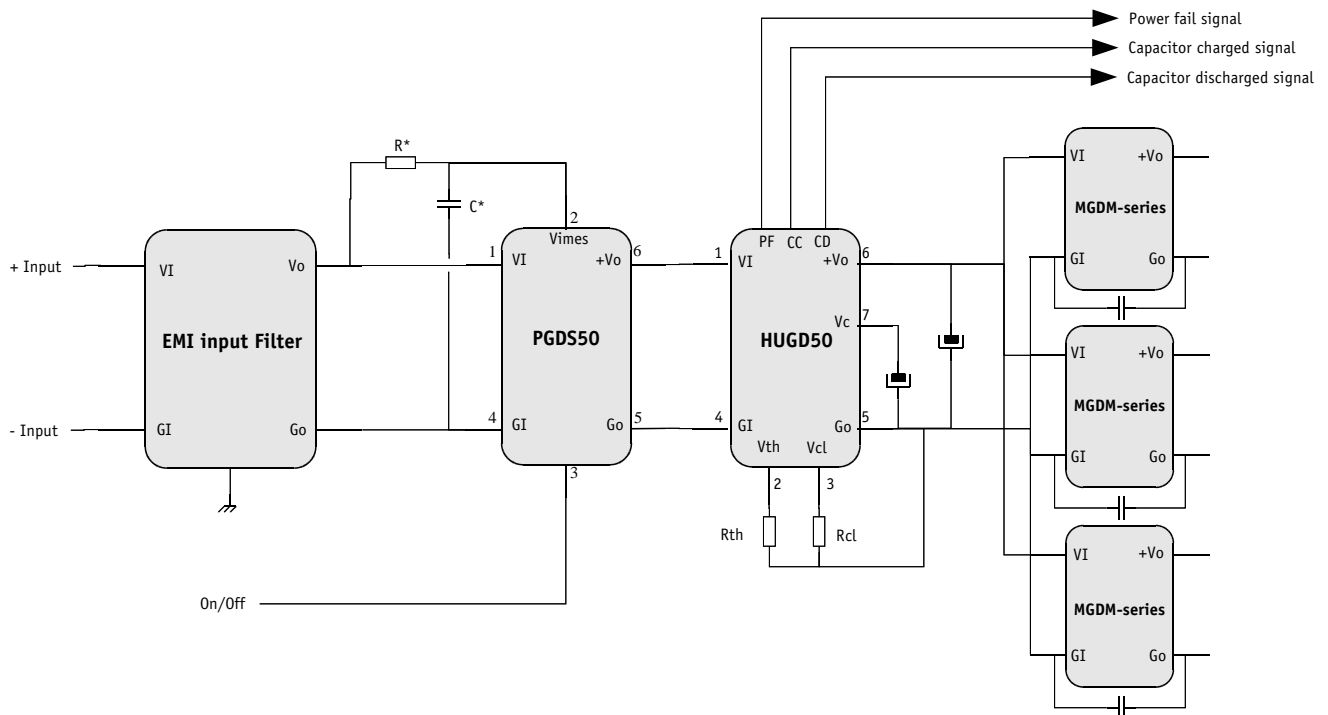 Power fail signal
Capacitor charged signal
Capacitor discharged signal
R*
C*
+ Input
- Input
VI
Vo
EMI input Filter
GI
Go
1
2
Vimes
VI
+Vo
6
PGDS50
4
GI
Go
5
3
On/Off
PF CC CD
1
VI
+Vo
6
Vc
7
HUGD50
4
GI
Go
5
Vth
Vcl
2
3
Rth
Rcl
VI
+Vo
MGDM-series
GI
Go
VI
+Vo
MGDM-series
GI
Go
VI
+Vo
MGDM-series
GI
Go